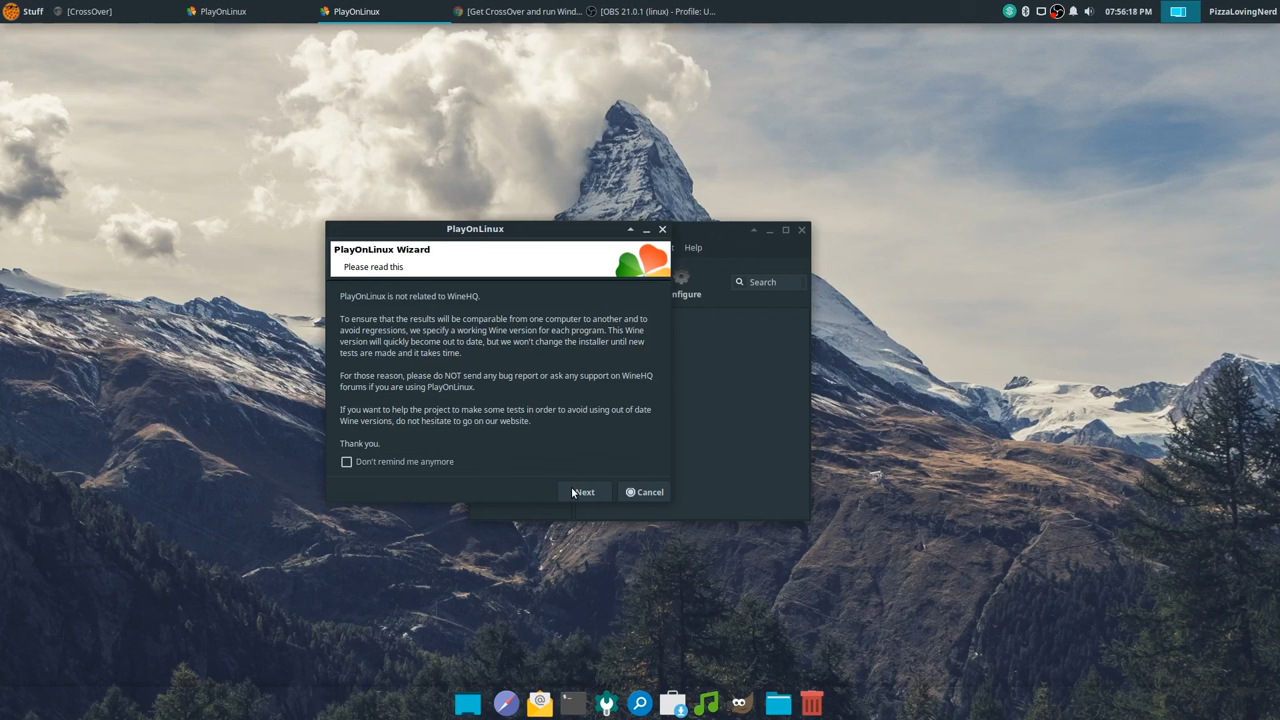 Stuff
[CrossOver]
PlayOnLinux
PlayOnLinux
[Get CrossOver and run Wind...
[OBS 21.0.1 (linux) - Profile: U...
07:56:18 PM
PizzaLovingNerd
PlayOnLinux
PlayOnLinux Wizard
Please read this
Help
Search
PlayOnLinux is not related to WineHQ.
To ensure that the results will be comparable from one computer to another and to
avoid regressions, we specify a working Wine version for each program. This Wine
version will quickly become out to date, but we won't change the installer until new
tests are made and it takes time.
For those reason, please do NOT send any bug report or ask any support on WineHQ
forums if you are using PlayOnLinux.
If you want to help the project to make some tests in order to avoid using out of date
Wine versions, do not hesitate to go on our website.
Thank you.
Don't remind me anymore
Next
Cancel